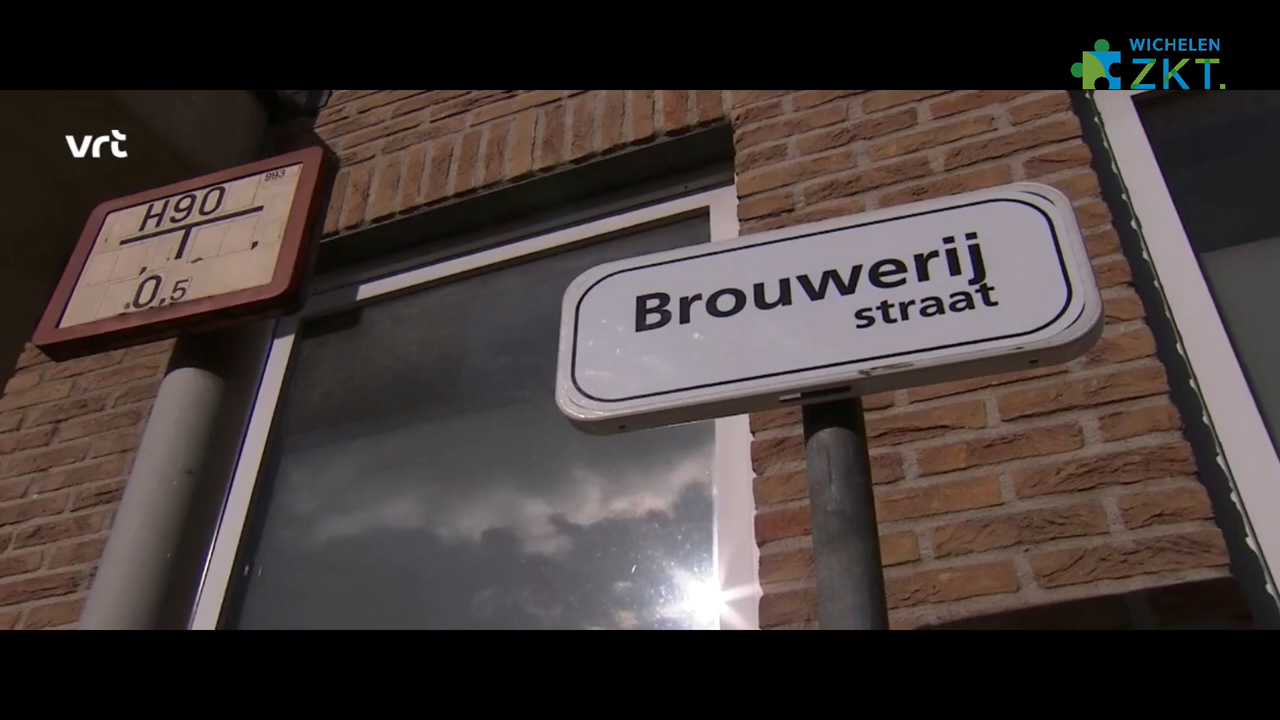 WICHELEN
ZKT.
vrt
893
H90
0,5
Brouwerij
straat